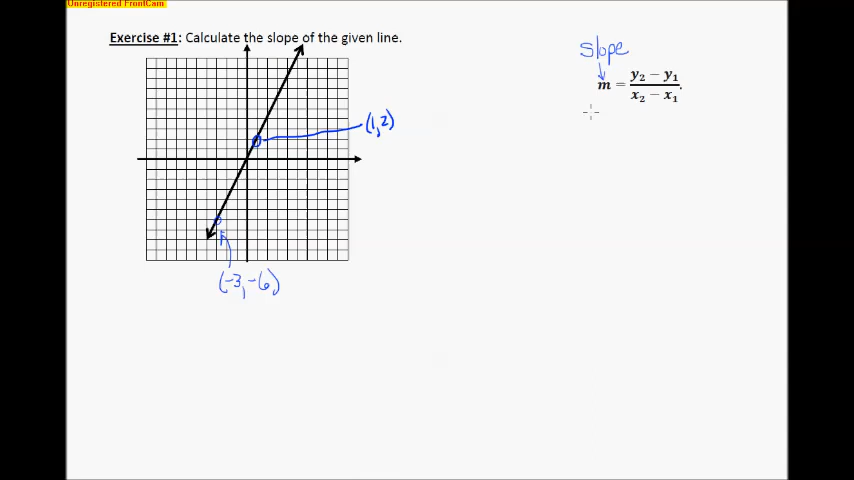 Unregistered FrontCam
Exercise #1: Calculate the slope of the given line.
slope
m = y₂ − y₁ / x₂ − x₁.
(1, 2)
(-3, -6)